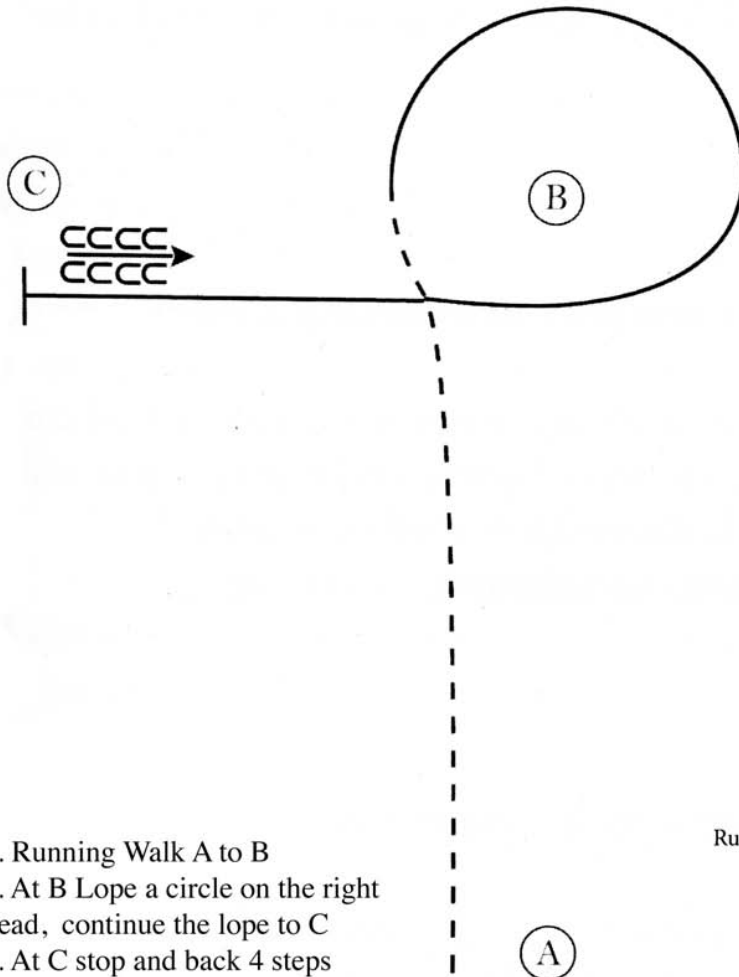 C
B
CCCC
CCCC
. Running Walk A to B
. At B Lope a circle on the right
ead, continue the lope to C
. At C stop and back 4 steps
Ru
A